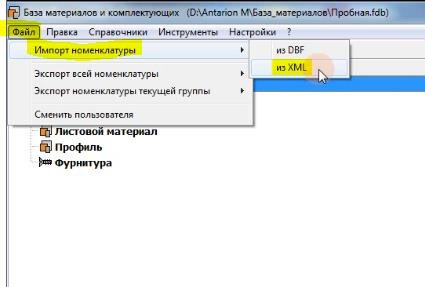 База материалов и комплектующих (D:\Antarion M\База_материалов\Пробная.fdb)
Файл Правка Справочники Инструменты Настройки ?
Импорт номенклатуры из DBF
из XML
Экспорт всей номенклатуры
Экспорт номенклатуры текущей группы
Сменить пользователя
Листовой материал
Профиль
Фурнитура